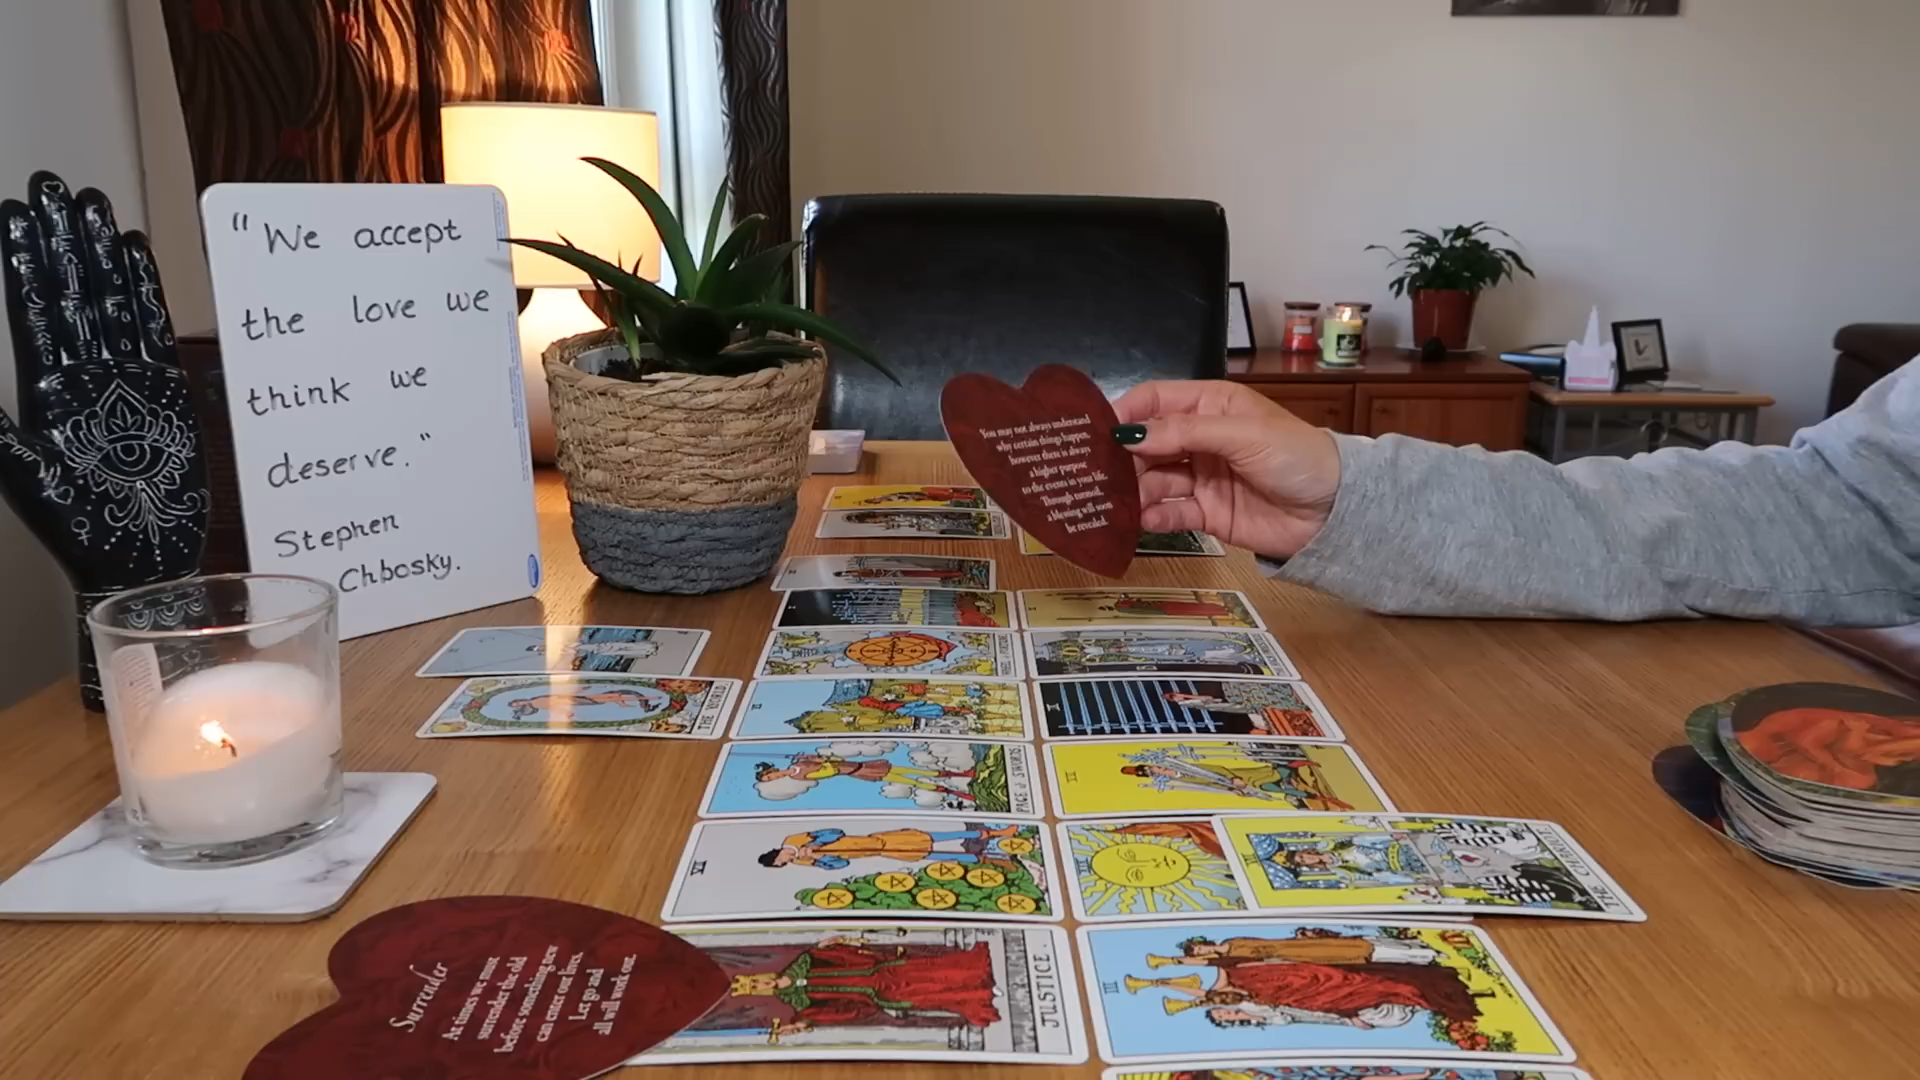 "We accept
the love we
think we
deserve."
Stephen
Chbosky.
You may not always understand
why certain things happen,
however there is always
a higher purpose
to the events in your life.
Through turmoil,
a blessing will soon
be revealed.
THE WORLD
PAGE of SWORDS
IX
VII
THE CHARIOT
Surrender
At times we must
surrender the old
before something new
can enter our lives.
Let go and
all will work out.
JUSTICE.
III